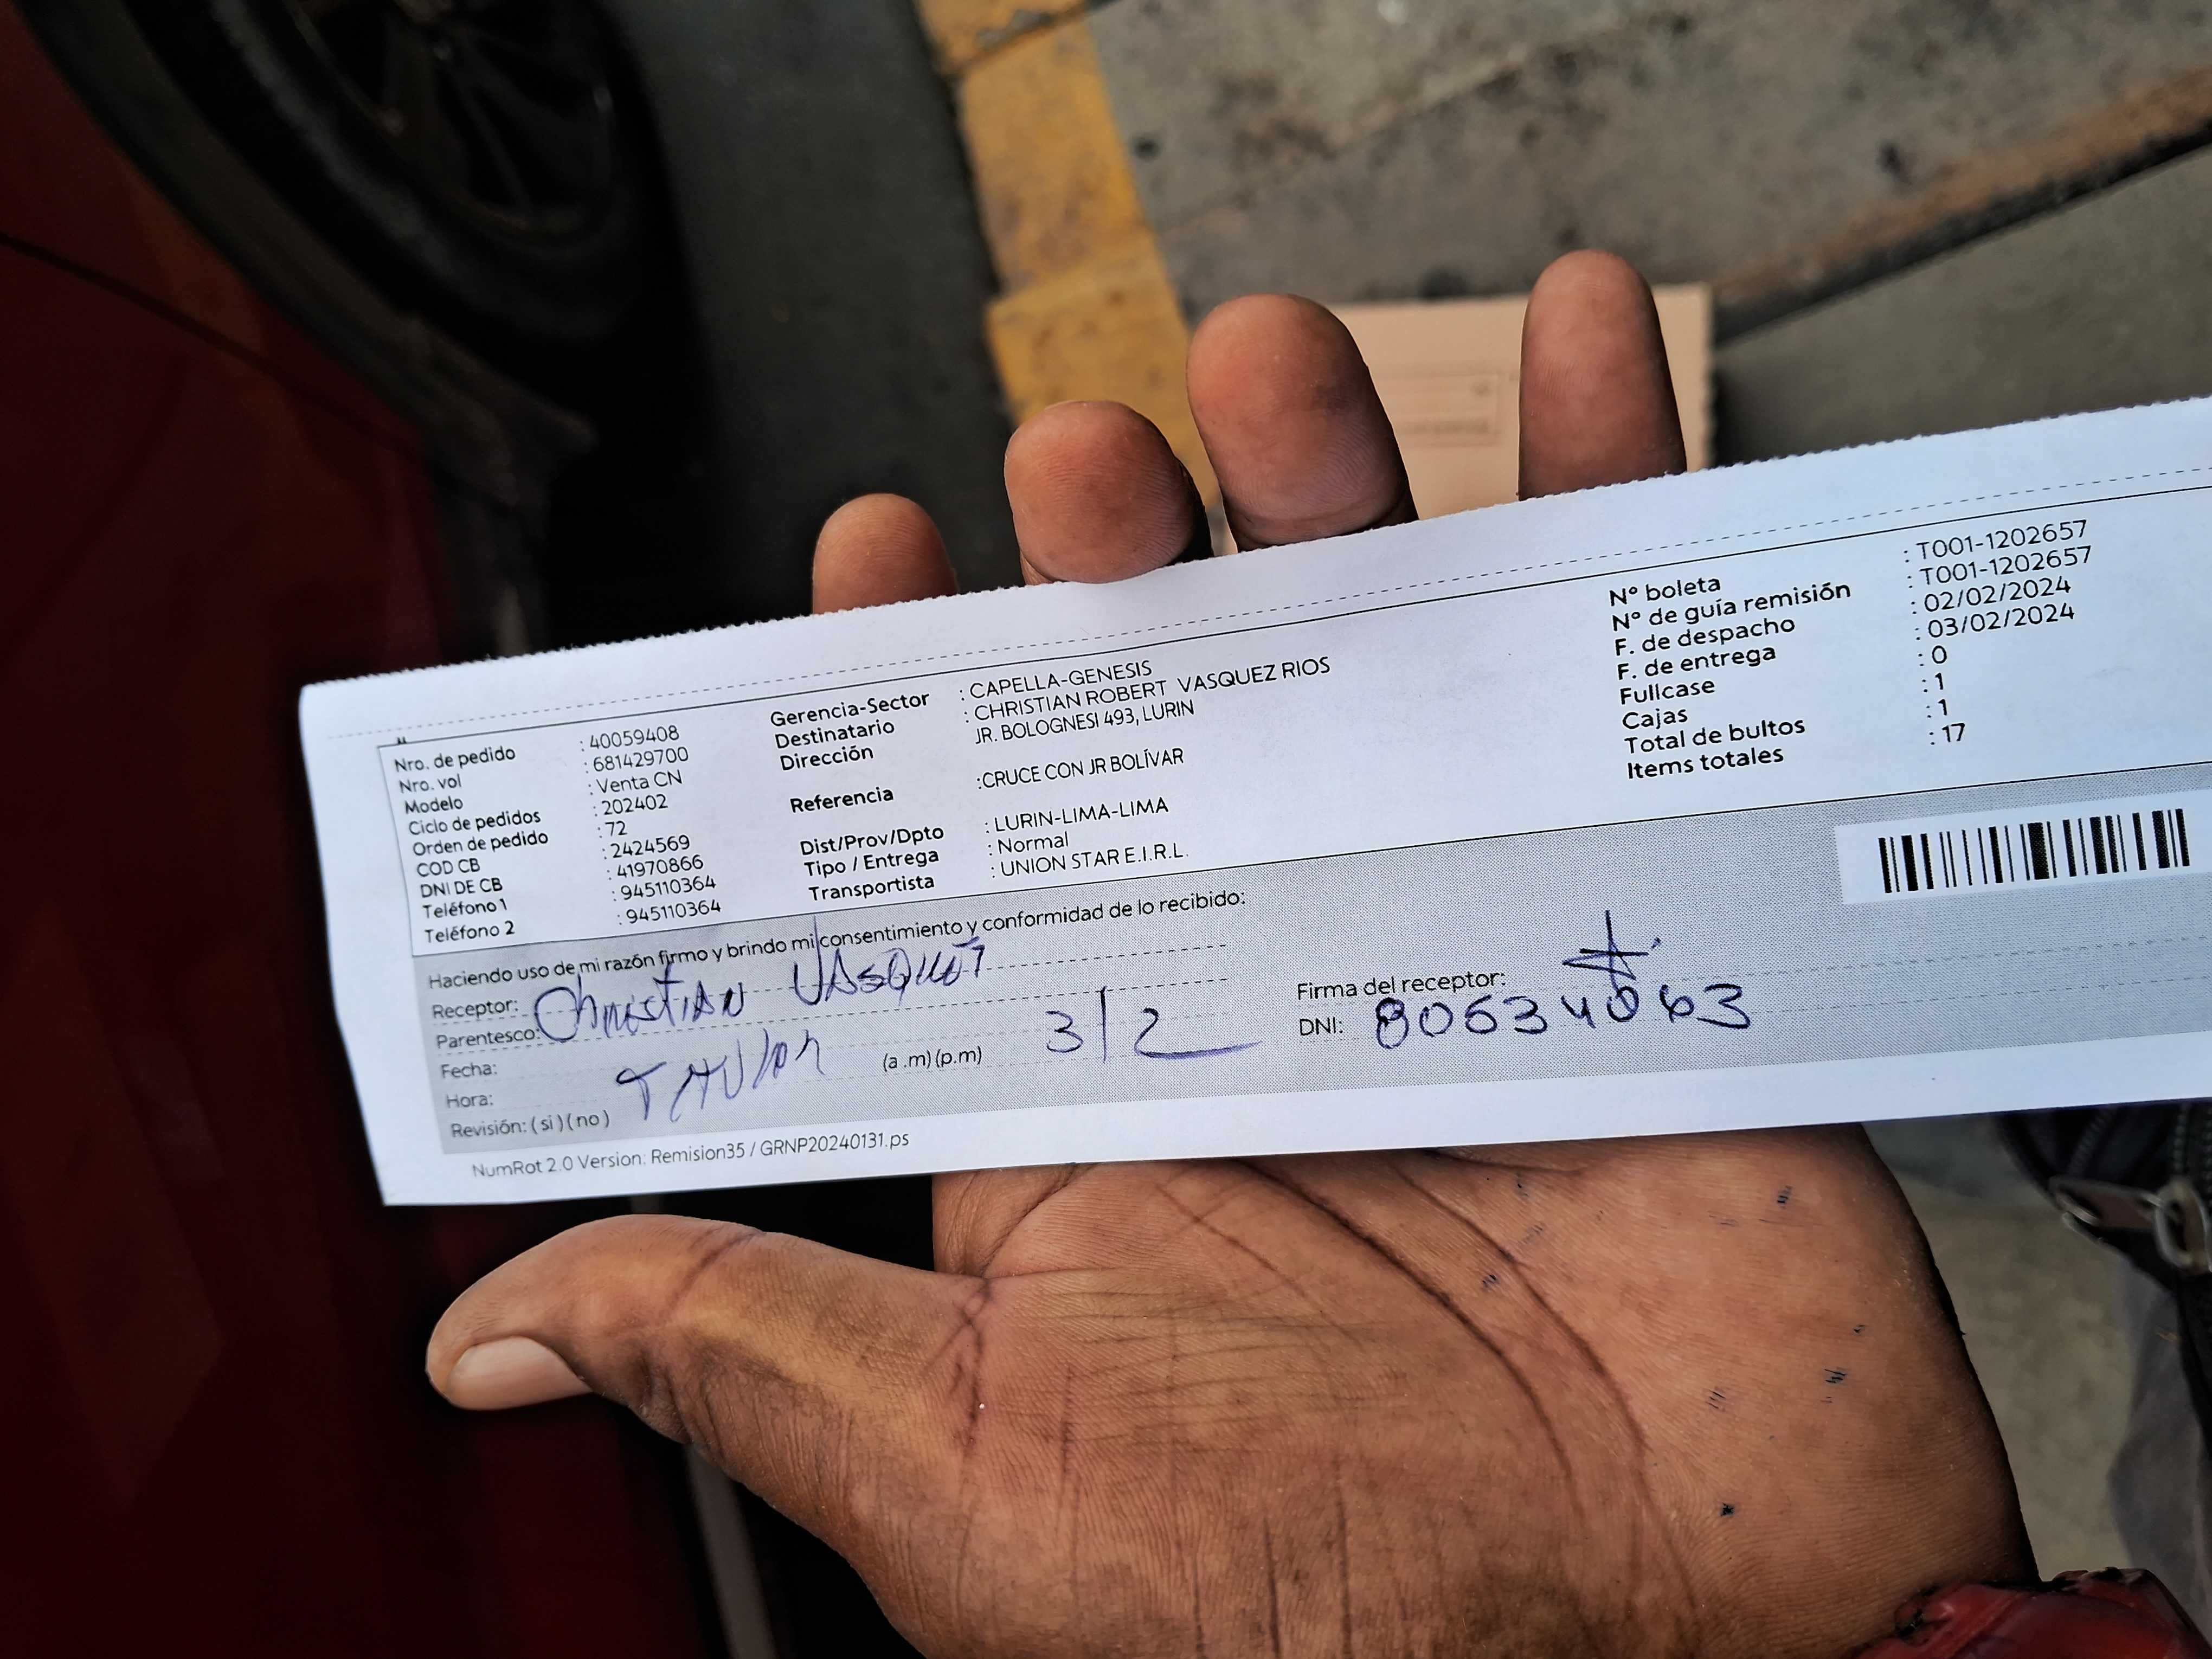 Nro. de pedido : 40059408
Nro. vol : 681429700
Modelo : Venta CN
Ciclo de pedidos : 202402
Orden de pedido : 72
COD CB : 2424569
DNI DE CB : 41970866
Teléfono 1 : 945110364
Teléfono 2 : 945110364
Gerencia-Sector : CAPELLA-GENESIS
Destinatario : CHRISTIAN ROBERT VASQUEZ RIOS
Dirección JR. BOLOGNESI 493, LURIN
Referencia :CRUCE CON JR BOLÍVAR
Dist/Prov/Dpto : LURIN-LIMA-LIMA
Tipo / Entrega : Normal
Transportista : UNION STAR E.I.R.L.
N° boleta : T001-1202657
N° de guía remisión : T001-1202657
F. de despacho : 02/02/2024
F. de entrega : 03/02/2024
Fullcase : 0
Cajas : 1
Total de bultos : 1
Items totales : 17
Haciendo uso de mi razón firmo y brindo mi consentimiento y conformidad de lo recibido:
Receptor: Christian Vasquez
Parentesco:
Fecha:
Hora: (a .m) (p.m) 3/2
Revisión: ( si ) ( no )
Firma del receptor:
DNI: 80634063
NumRot 2.0 Version: Remision35 / GRNP20240131.ps